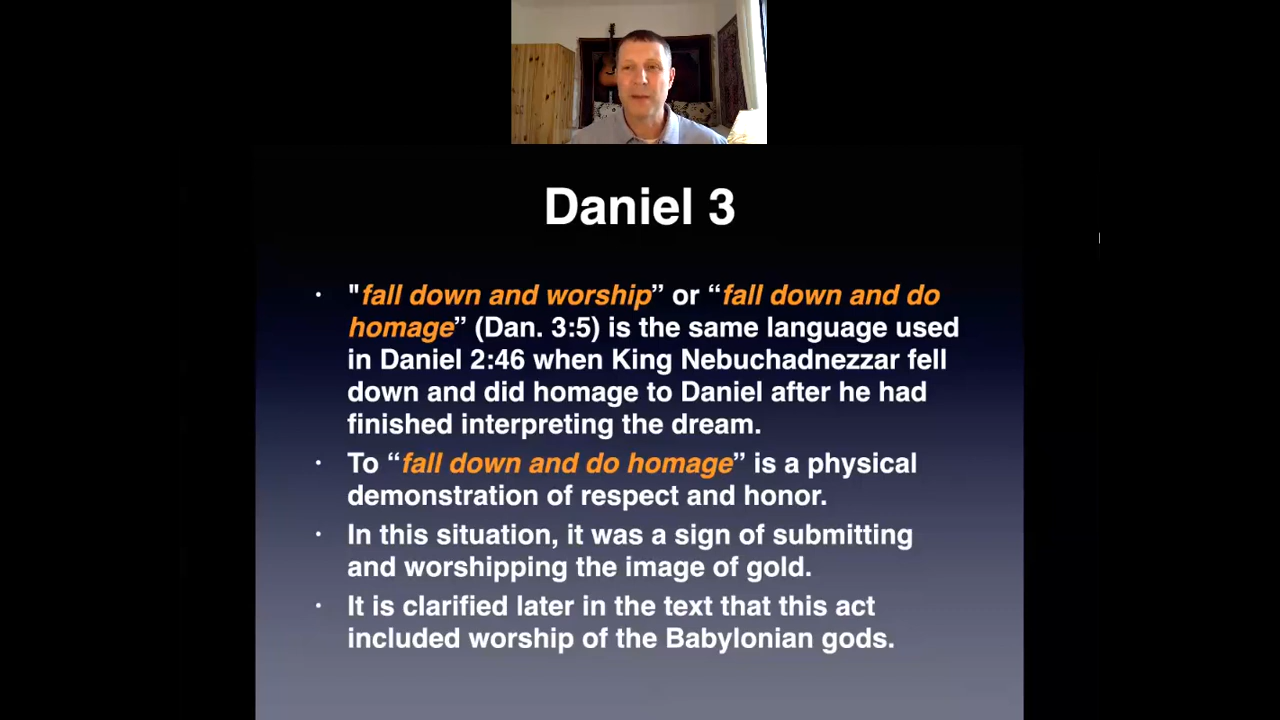 Daniel 3
• "fall down and worship” or “fall down and do
homage” (Dan. 3:5) is the same language used
in Daniel 2:46 when King Nebuchadnezzar fell
down and did homage to Daniel after he had
finished interpreting the dream.
• To “fall down and do homage” is a physical
demonstration of respect and honor.
• In this situation, it was a sign of submitting
and worshipping the image of gold.
• It is clarified later in the text that this act
included worship of the Babylonian gods.